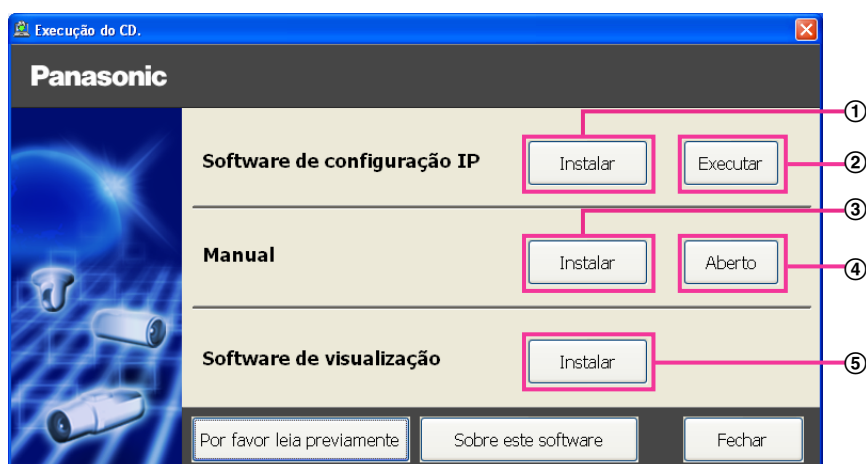 Execução do CD.
Panasonic
①
Software de configuração IP Instalar Executar ②
③
Manual Instalar Aberto ④
Software de visualização Instalar ⑤
Por favor leia previamente Sobre este software Fechar